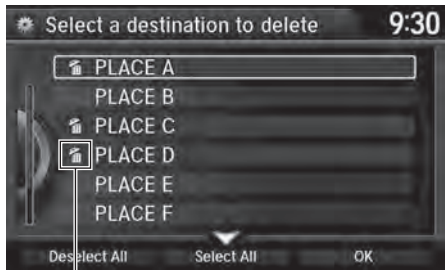 Select a destination to delete 9:30
PLACE A
PLACE B
PLACE C
PLACE D
PLACE E
PLACE F
Deselect All Select All OK